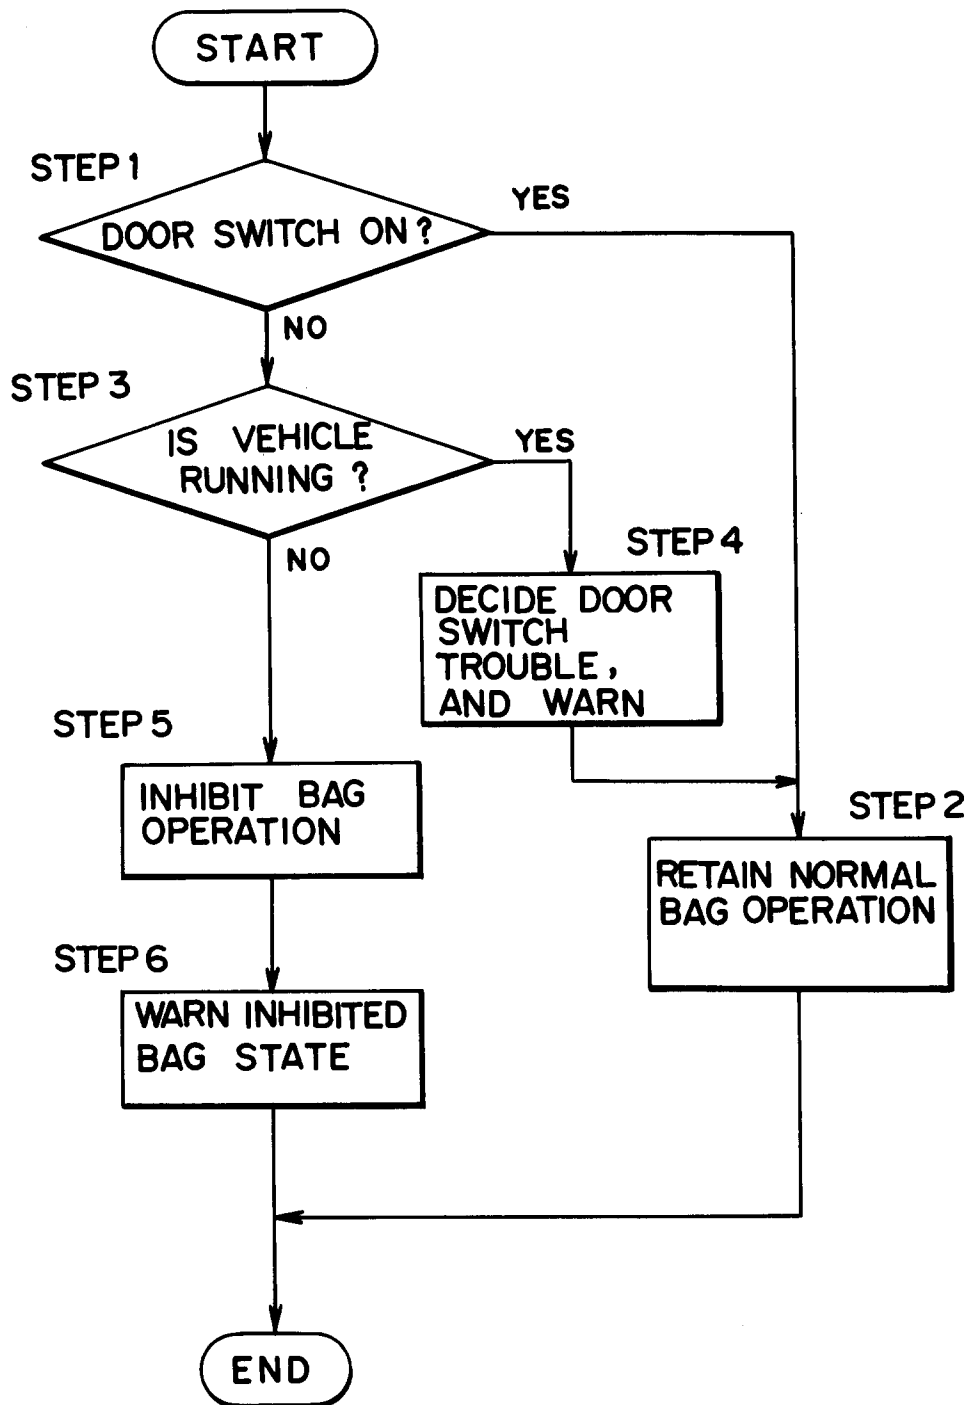 START
STEP 1
DOOR SWITCH ON ?
YES
NO
STEP 3
IS VEHICLE
RUNNING ?
YES
NO
STEP 4
DECIDE DOOR
SWITCH
TROUBLE,
AND WARN
STEP 5
INHIBIT BAG
OPERATION
STEP 2
RETAIN NORMAL
BAG OPERATION
STEP 6
WARN INHIBITED
BAG STATE
END